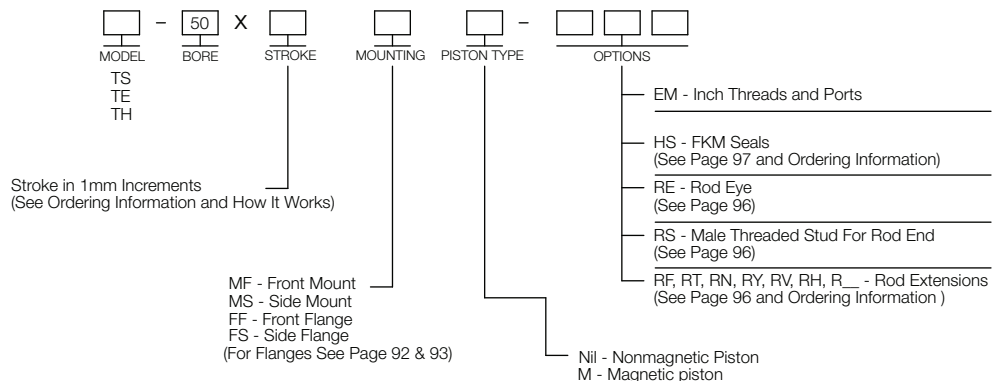 - 50 X -
MODEL BORE STROKE MOUNTING PISTON TYPE OPTIONS
TS
TE
TH
EM - Inch Threads and Ports
HS - FKM Seals
(See Page 97 and Ordering Information)
Stroke in 1mm Increments
(See Ordering Information and How It Works)
RE - Rod Eye
(See Page 96)
RS - Male Threaded Stud For Rod End
(See Page 96)
RF, RT, RN, RY, RV, RH, R__ - Rod Extensions
(See Page 96 and Ordering Information )
MF - Front Mount
MS - Side Mount
FF - Front Flange
FS - Side Flange
(For Flanges See Page 92 & 93)
Nil - Nonmagnetic Piston
M - Magnetic piston